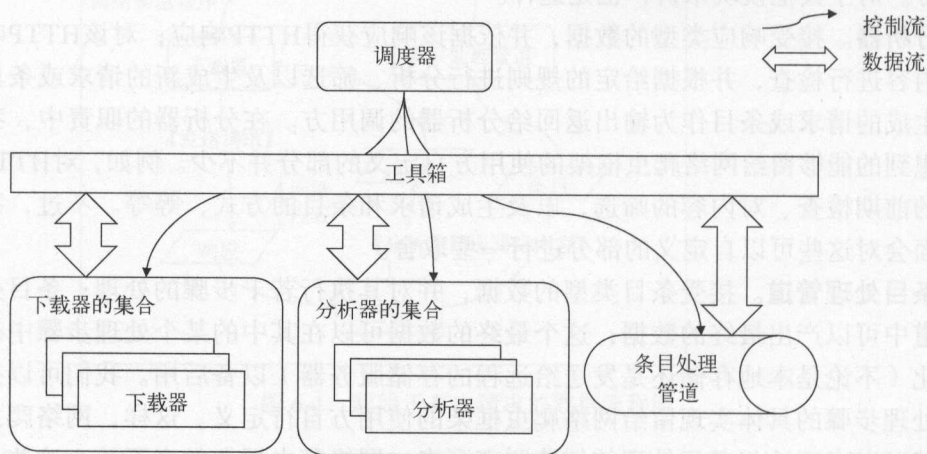 调度器
控制流
数据流
工具箱
下载器的集合
下载器
分析器的集合
分析器
条目处理
管道